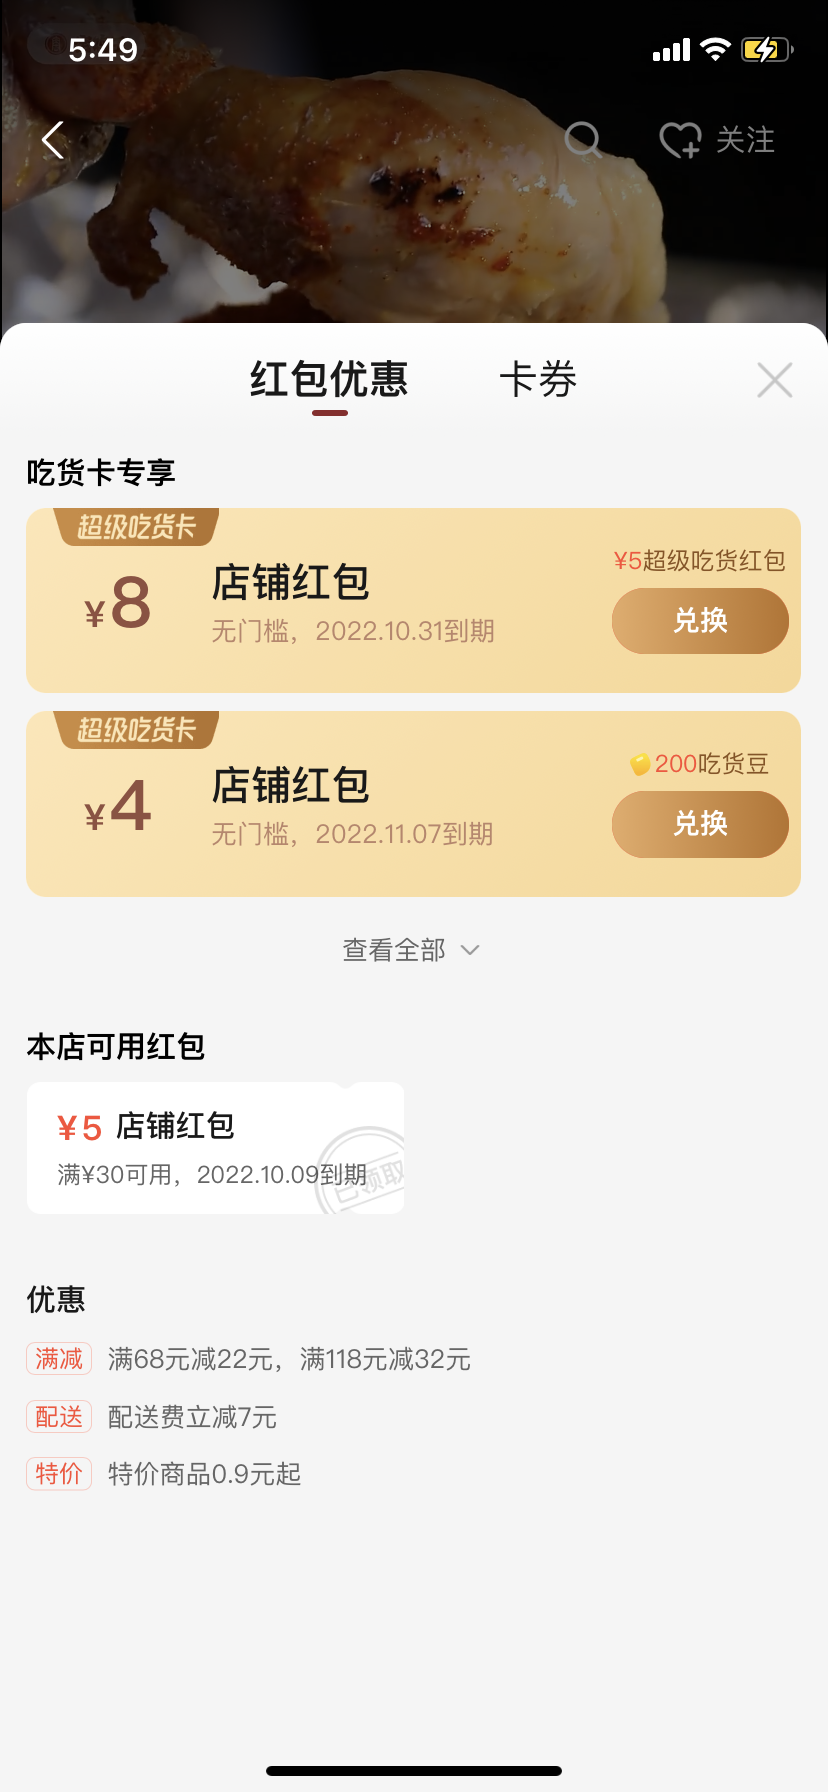 5:49
关注
红包优惠
卡券
吃货卡专享
超级吃货卡
¥8
店铺红包
无门槛，2022.10.31到期
¥5超级吃货红包
兑换
超级吃货卡
¥4
店铺红包
无门槛，2022.11.07到期
200吃货豆
兑换
查看全部
本店可用红包
¥5 店铺红包
满¥30可用，2022.10.09到期
已领取
优惠
满减 满68元减22元，满118元减32元
配送 配送费立减7元
特价 特价商品0.9元起